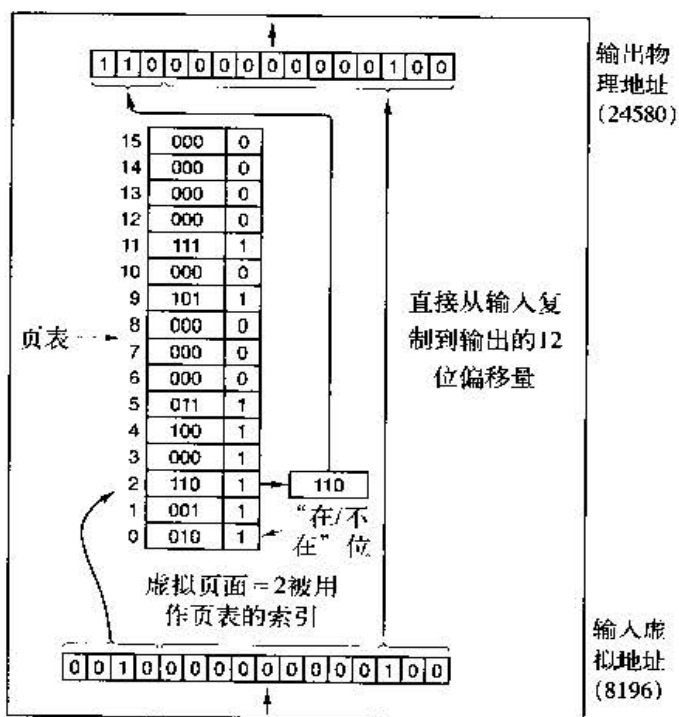 1 1 0 0 0 0 0 0 0 0 0 0 1 0 0
输出物
理地址
(24580)
15 000 0
14 000 0
13 000 0
12 000 0
11 111 1
10 000 0
9 101 1
8 000 0
7 000 0
6 000 0
5 011 1
4 100 1
3 000 1
2 110 1
1 001 1
0 010 1
页表
110
“在/不
在”位
直接从输入复
制到输出的12
位偏移量
虚拟页面=2被用
作页表的索引
0 0 1 0 0 0 0 0 0 0 0 0 0 1 0 0
输入虚
拟地址
(8196)